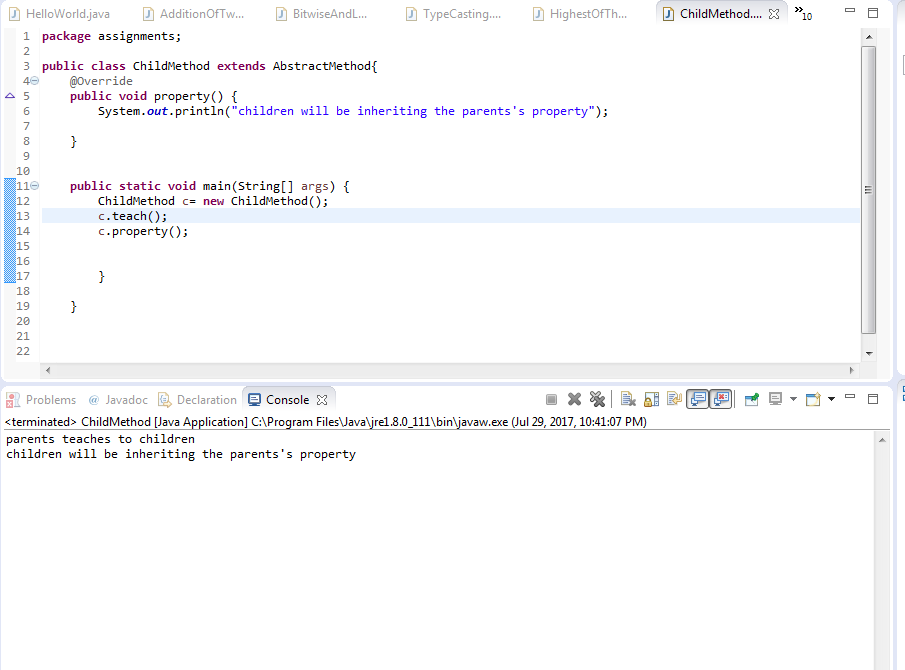 HelloWorld.java AdditionOfTw... BitwiseAndL... TypeCasting.... HighestOfTh... ChildMethod.... »10
1 package assignments;
2
3 public class ChildMethod extends AbstractMethod{
4 @Override
5 public void property() {
6 System.out.println("children will be inheriting the parents's property");
7
8 }
9
10
11 public static void main(String[] args) {
12 ChildMethod c= new ChildMethod();
13 c.teach();
14 c.property();
15
16
17 }
18
19 }
20
21
22
Problems @ Javadoc Declaration Console
<terminated> ChildMethod [Java Application] C:\Program Files\Java\jre1.8.0_111\bin\javaw.exe (Jul 29, 2017, 10:41:07 PM)
parents teaches to children
children will be inheriting the parents's property